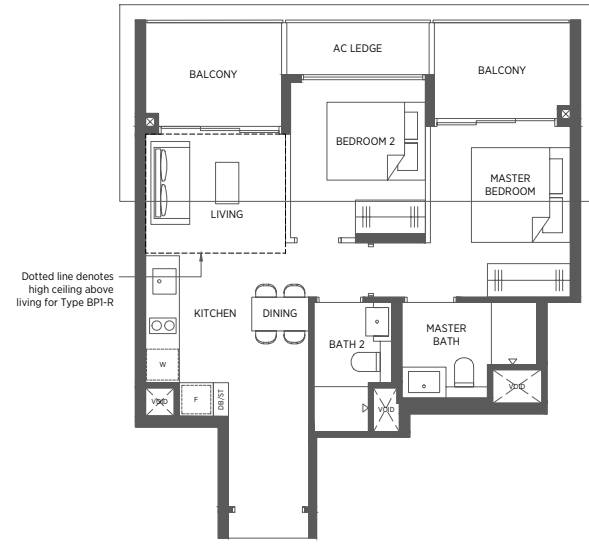 AC LEDGE
BALCONY
BALCONY
BEDROOM 2
MASTER
BEDROOM
LIVING
Dotted line denotes
high ceiling above
living for Type BP1-R
KITCHEN
DINING
BATH 2
MASTER
BATH
W
VOID
F
DB/ST
VOID
VOID